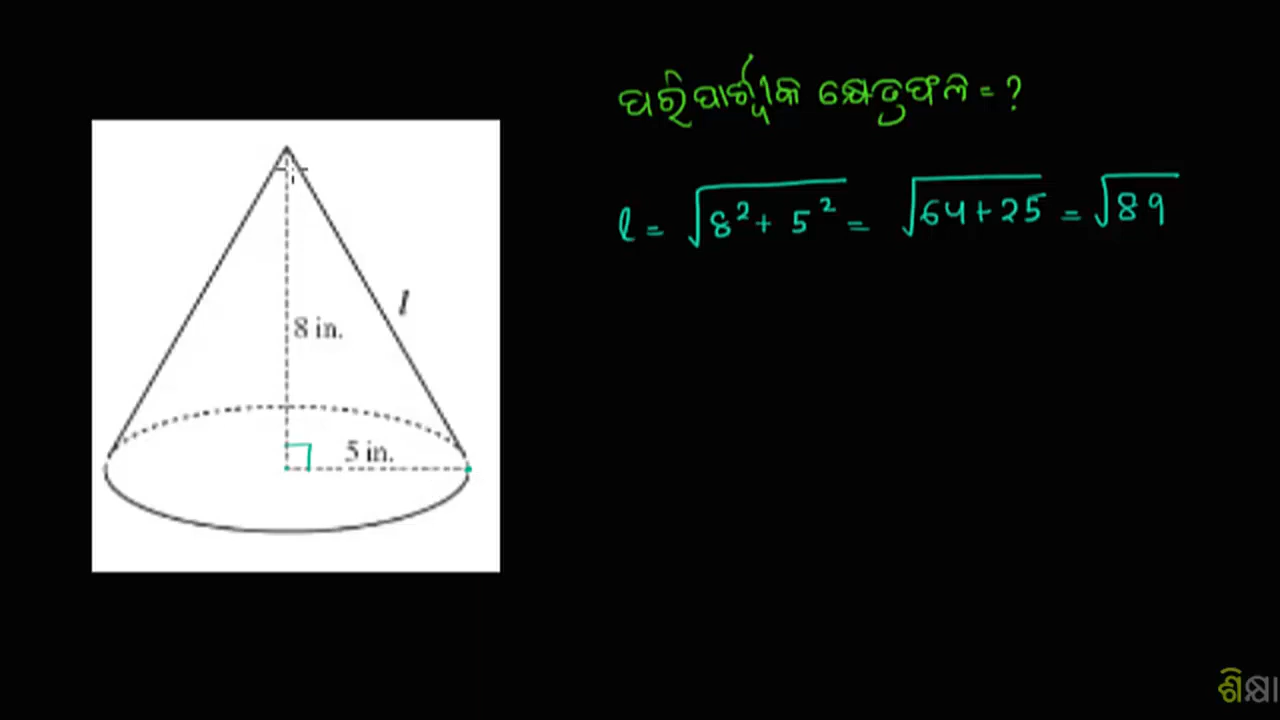 ପରିପାର୍ଶ୍ଵୀକ କ୍ଷେତ୍ରଫଳ = ?
l = √8² + 5² = √64 + 25 = √89
l
8 in.
5 in.
ଶିକ୍ଷା